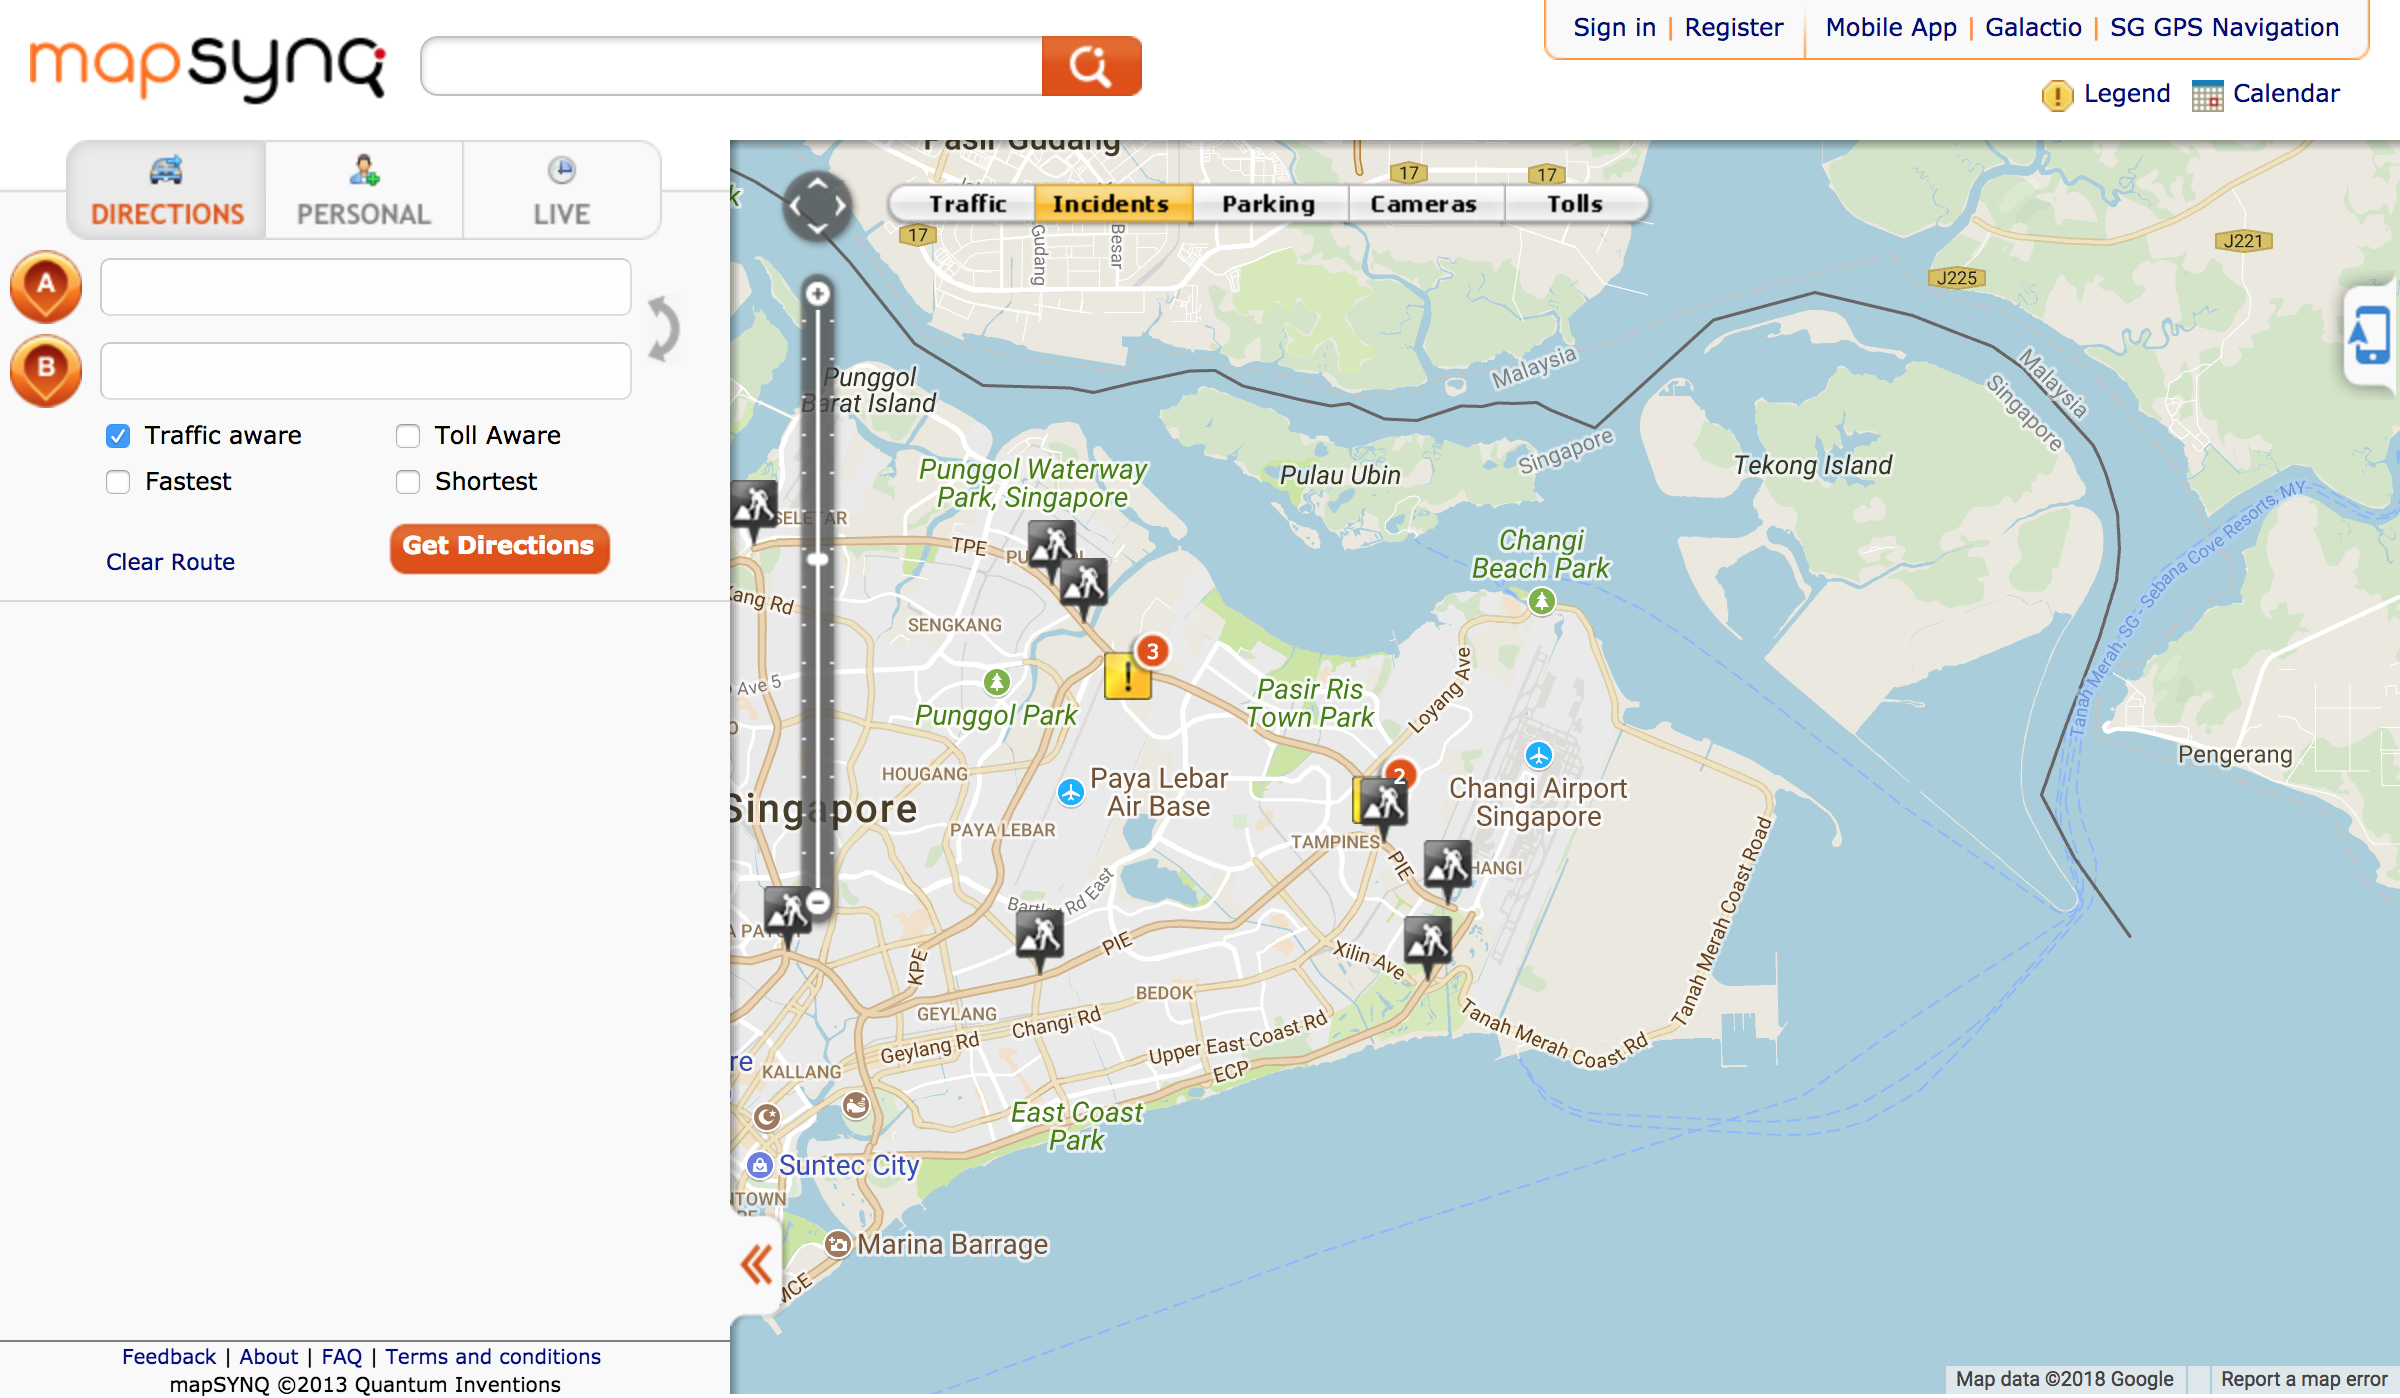 mapsynq
Sign in | Register
Mobile App | Galactio | SG GPS Navigation
Legend
Calendar
DIRECTIONS
PERSONAL
LIVE
A
B
Traffic aware
Toll Aware
Fastest
Shortest
Clear Route
Get Directions
Feedback | About | FAQ | Terms and conditions
mapSYNQ ©2013 Quantum Inventions
Pasir Gudang
Traffic
Incidents
Parking
Cameras
Tolls
17
17
17
Gudang
Besar
J221
J225
Malaysia
Singapore
Malaysia
Singapore
Punggol
Barat Island
Punggol Waterway
Park, Singapore
Pulau Ubin
Tekong Island
SELETAR
TPE
Changi
Beach Park
Tanah Merah, SG - Sebana Cove Resorts, MY
SENGKANG
3
Ave 5
Punggol Park
Pasir Ris
Town Park
Loyang Ave
Pengerang
HOUGANG
Paya Lebar
Air Base
2
Changi Airport
Singapore
Singapore
PAYA LEBAR
TAMPINES
PIE
Bartley Rd East
KPE
PIE
Xilin Ave
Tanah Merah Coast Road
BEDOK
GEYLANG
Changi Rd
Geylang Rd
Upper East Coast Rd
Tanah Merah Coast Rd
ECP
KALLANG
East Coast
Park
Suntec City
Marina Barrage
MCE
Map data ©2018 Google
Report a map error